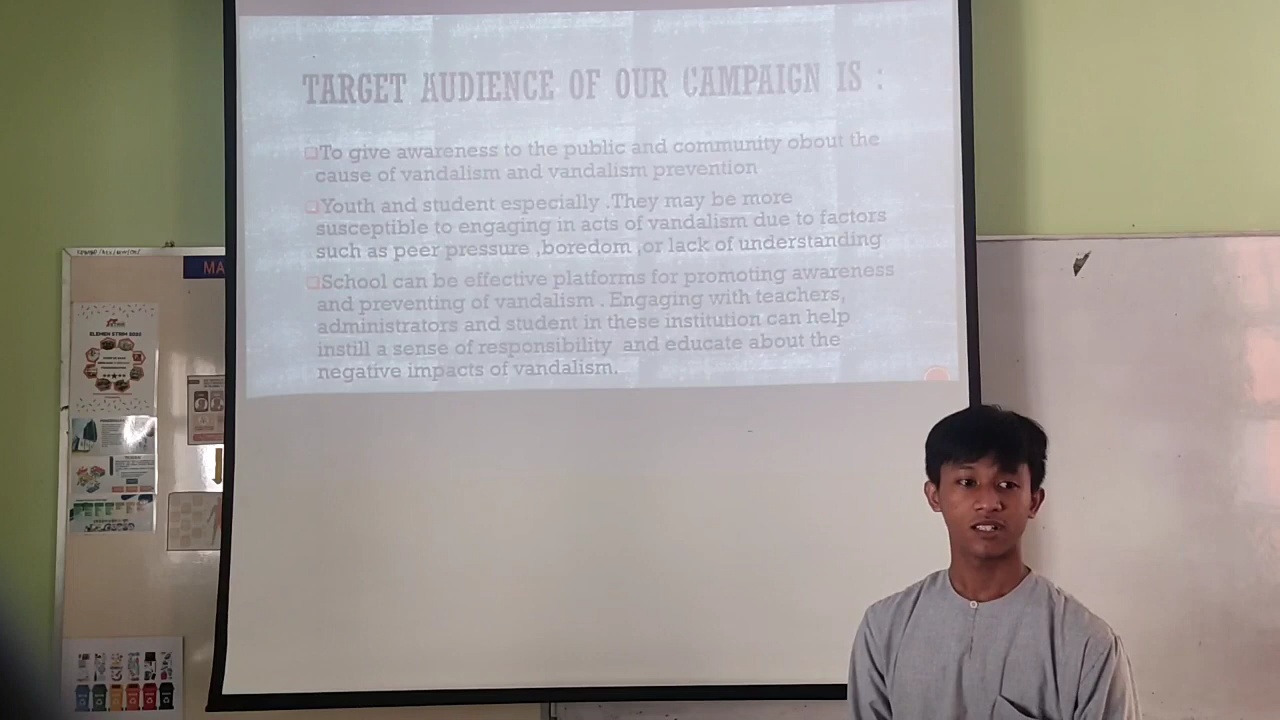 TARGET AUDIENCE OF OUR CAMPAIGN IS :
To give awareness to the public and community obout the
cause of vandalism and vandalism prevention
Youth and student especially .They may be more
susceptible to engaging in acts of vandalism due to factors
such as peer pressure ,boredom ,or lack of understanding
School can be effective platforms for promoting awareness
and preventing of vandalism . Engaging with teachers,
administrators and student in these institution can help
instill a sense of responsibility and educate about the
negative impacts of vandalism.
MA